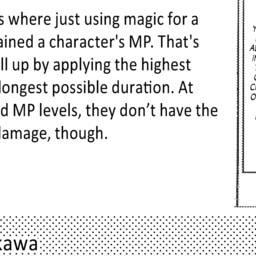 s where just using magic for a
ained a character's MP. That's
ll up by applying the highest
longest possible duration. At
d MP levels, they don't have the
damage, though.
kawa